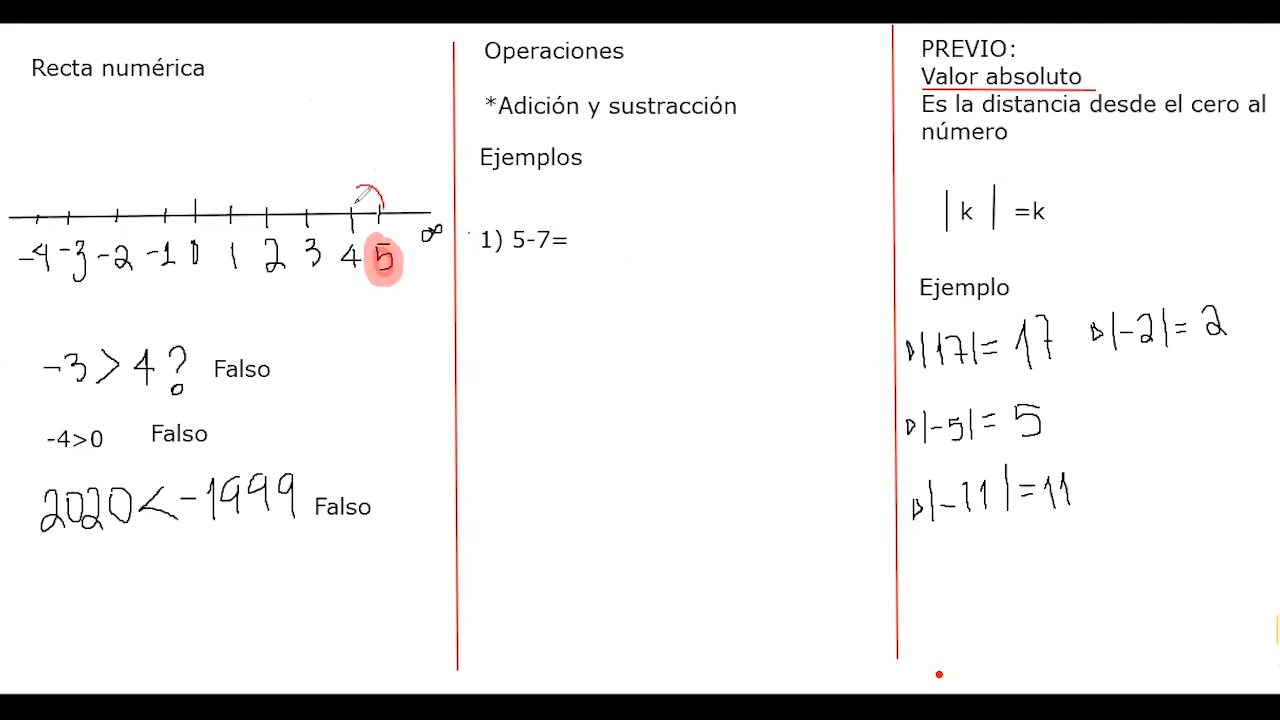 Recta numérica
-4 -3 -2 -1 0 1 2 3 4 5 ∞
-3 > 4 ? Falso
-4>0 Falso
2020 < -1999 Falso
Operaciones
*Adición y sustracción
Ejemplos
1) 5-7=
PREVIO:
Valor absoluto
Es la distancia desde el cero al
número
|k| =k
Ejemplo
|17| = 17 |-2| = 2
|-5| = 5
|-11| = 11